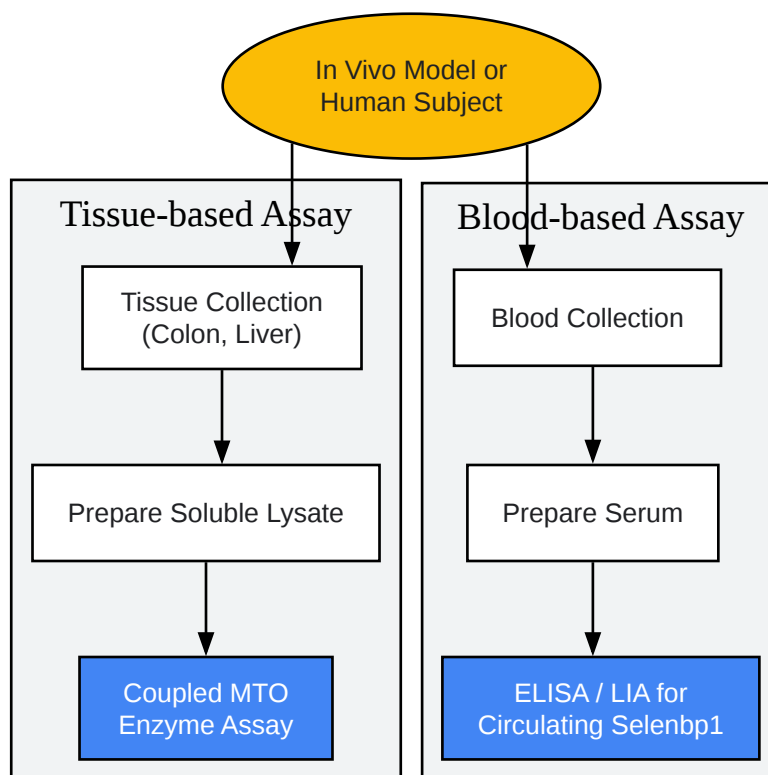 In Vivo Model or
Human Subject
Tissue-based Assay
Tissue Collection
(Colon, Liver)
Prepare Soluble Lysate
Coupled MTO
Enzyme Assay
Blood-based Assay
Blood Collection
Prepare Serum
ELISA / LIA for
Circulating Selenbp1